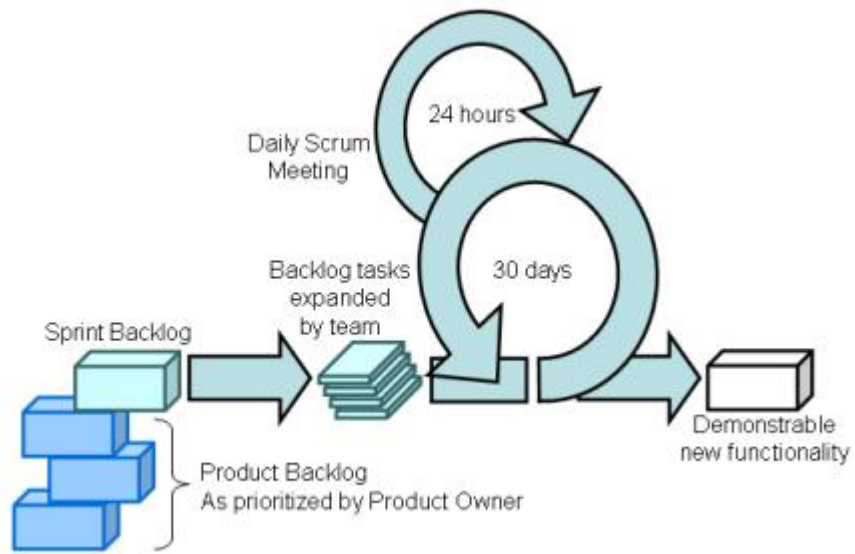 24 hours
Daily Scrum
Meeting
30 days
Backlog tasks
expanded
by team
Sprint Backlog
Demonstrable
new functionality
Product Backlog
As prioritized by Product Owner